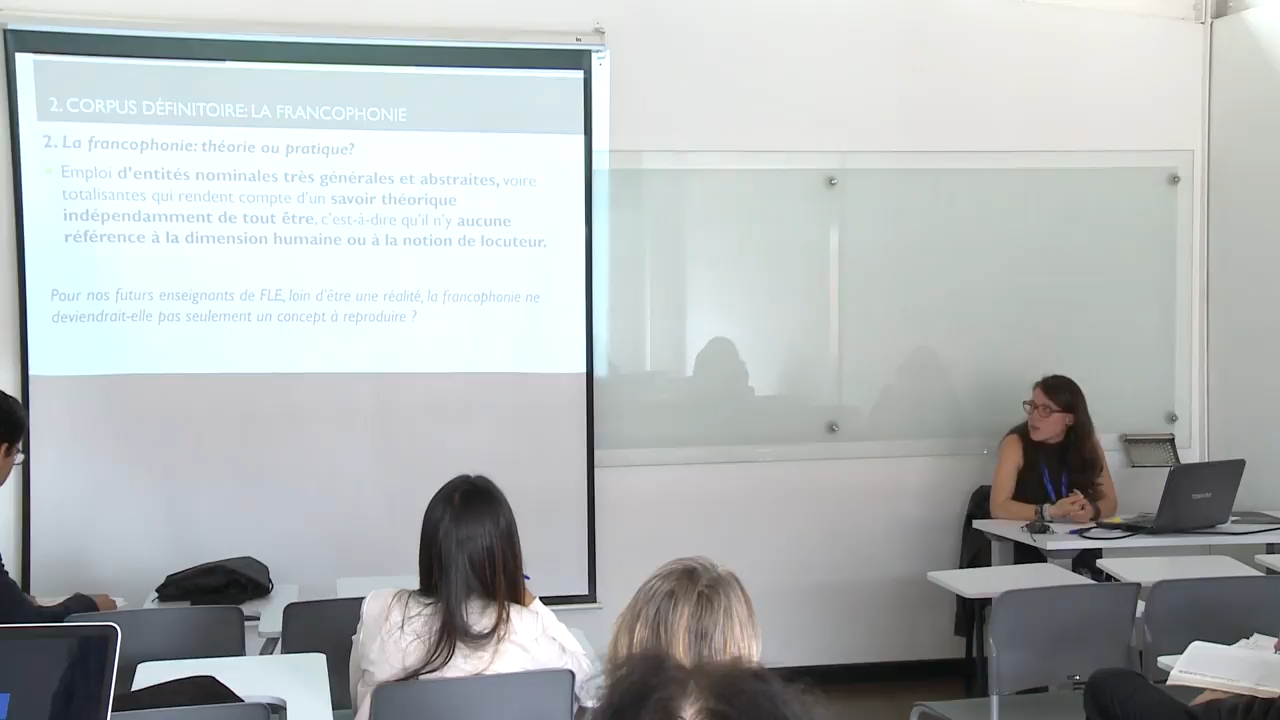 2. CORPUS DÉFINITOIRE: LA FRANCOPHONIE
2. La francophonie: théorie ou pratique?
Emploi d'entités nominales très générales et abstraites, voire
totalisantes qui rendent compte d'un savoir théorique
indépendamment de tout être, c'est-à-dire qu'il n'y aucune
référence à la dimension humaine ou à la notion de locuteur.
Pour nos futurs enseignants de FLE, loin d'être une réalité, la francophonie ne
deviendrait-elle pas seulement un concept à reproduire ?
TOSHIBA